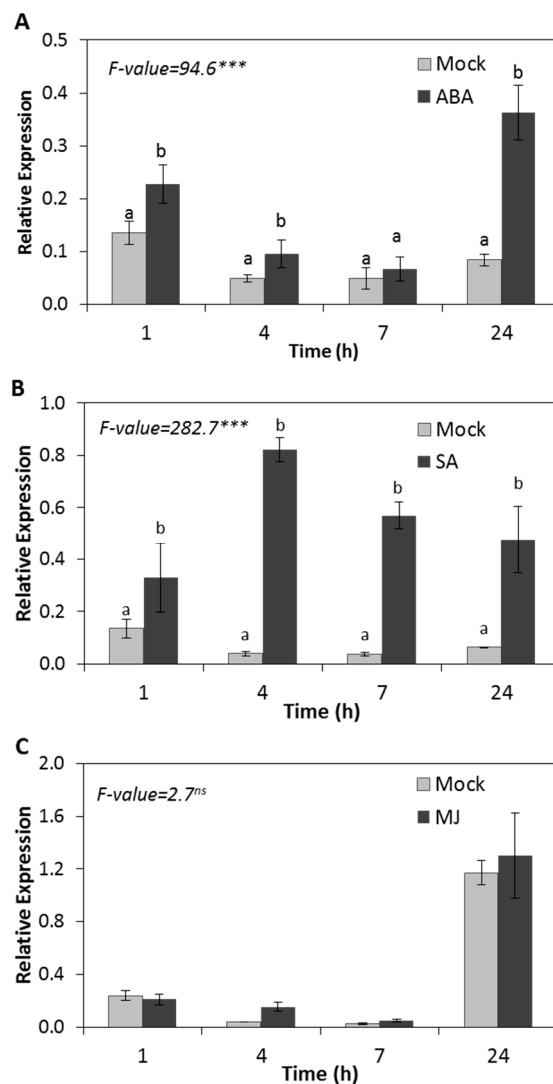 A
0.5
F-value=94.6***
Mock
ABA
0.4
0.3
0.2
0.1
0.0
Relative Expression
a
b
a
b
a
a
a
b
1
4
7
24
Time (h)
B
1.0
F-value=282.7***
Mock
SA
0.8
0.6
0.4
0.2
0.0
Relative Expression
a
b
a
b
a
b
a
b
1
4
7
24
Time (h)
C
2.0
F-value=2.7ns
Mock
MJ
1.6
1.2
0.8
0.4
0.0
Relative Expression
1
4
7
24
Time (h)